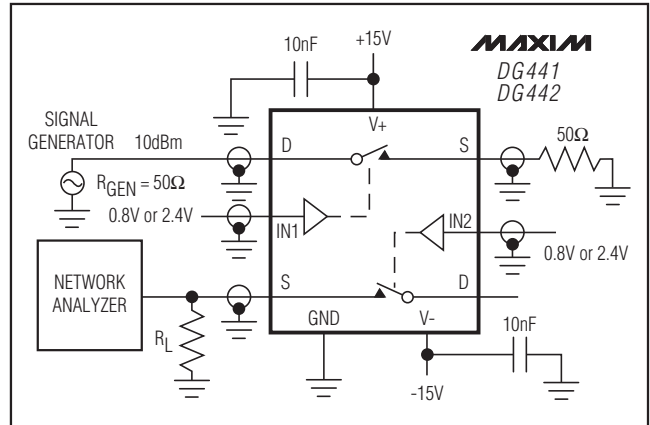 10nF
+15V
MAXIM
DG441
DG442
SIGNAL
GENERATOR
10dBm
V+
D
S
50Ω
RGEN = 50Ω
0.8V or 2.4V
IN1
IN2
0.8V or 2.4V
NETWORK
ANALYZER
S
D
RL
GND
V-
10nF
-15V